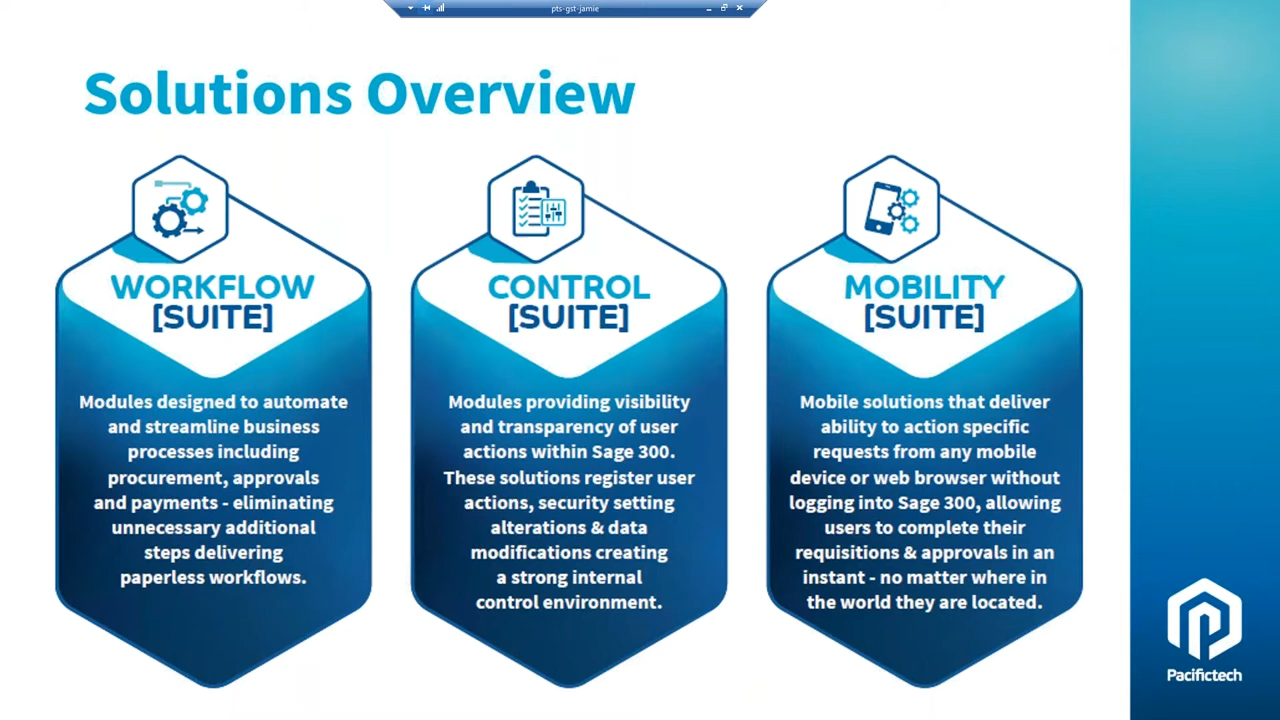 pts-gst-jamie
Solutions Overview
WORKFLOW
[SUITE]
Modules designed to automate
and streamline business
processes including
procurement, approvals
and payments - eliminating
unnecessary additional
steps delivering
paperless workflows.
CONTROL
[SUITE]
Modules providing visibility
and transparency of user
actions within Sage 300.
These solutions register user
actions, security setting
alterations & data
modifications creating
a strong internal
control environment.
MOBILITY
[SUITE]
Mobile solutions that deliver
ability to action specific
requests from any mobile
device or web browser without
logging into Sage 300, allowing
users to complete their
requisitions & approvals in an
instant - no matter where in
the world they are located.
Pacifictech